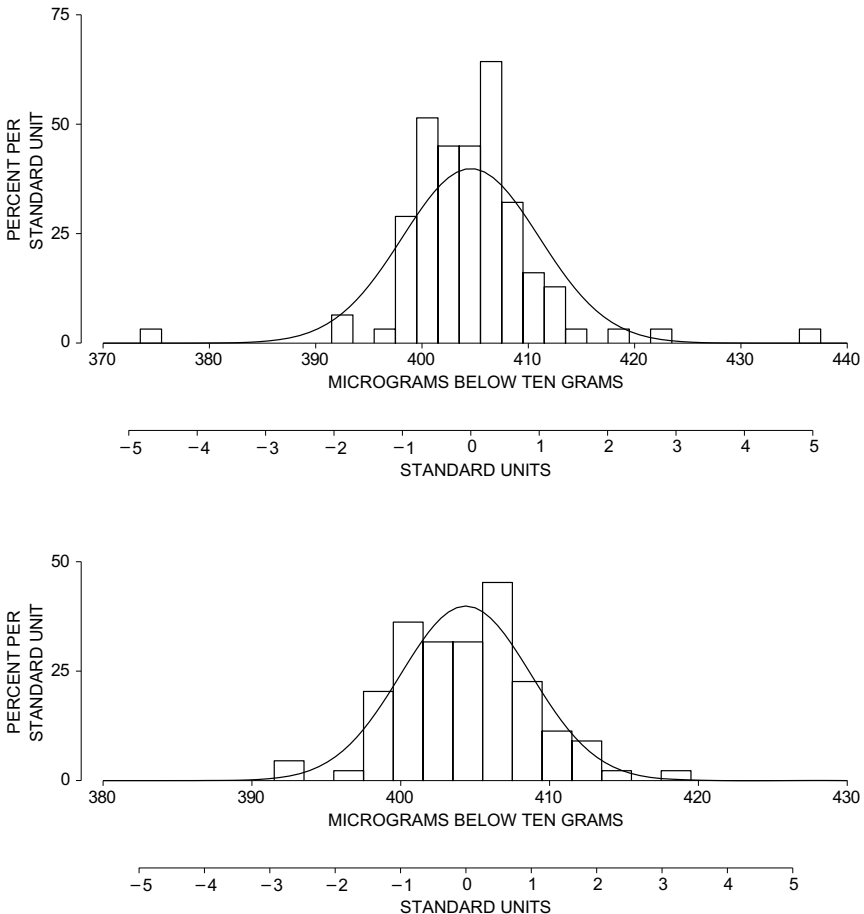 75
50
25
0
PERCENT PER
STANDARD UNIT
370 380 390 400 410 420 430 440
MICROGRAMS BELOW TEN GRAMS
−5 −4 −3 −2 −1 0 1 2 3 4 5
STANDARD UNITS
50
25
0
PERCENT PER
STANDARD UNIT
380 390 400 410 420 430
MICROGRAMS BELOW TEN GRAMS
−5 −4 −3 −2 −1 0 1 2 3 4 5
STANDARD UNITS